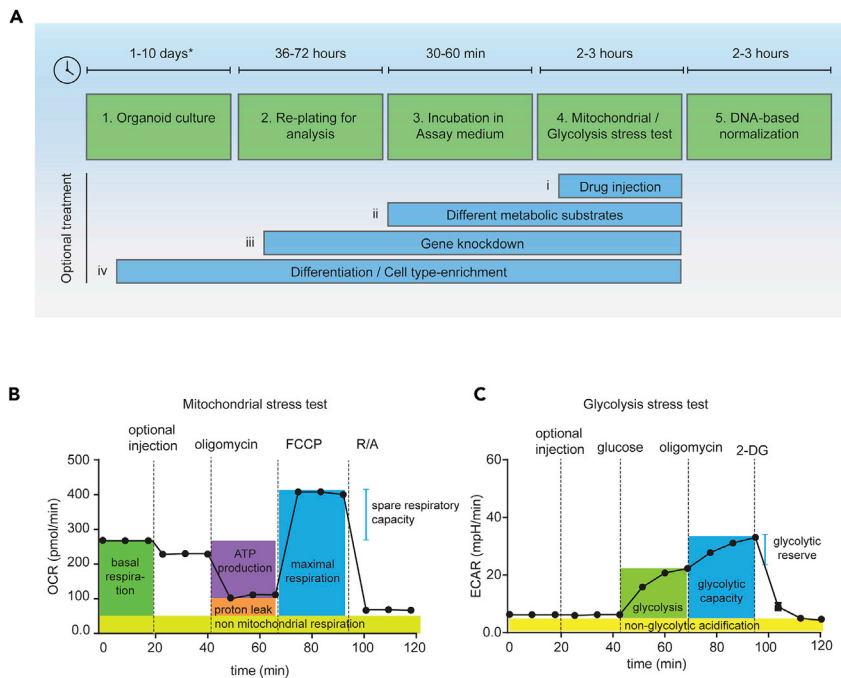 A
1-10 days*
36-72 hours
30-60 min
2-3 hours
2-3 hours
1. Organoid culture
2. Re-plating for
analysis
3. Incubation in
Assay medium
4. Mitochondrial /
Glycolysis stress test
5. DNA-based
normalization
Optional treatment
i
Drug injection
ii
Different metabolic substrates
iii
Gene knockdown
iv
Differentiation / Cell type-enrichment
B
Mitochondrial stress test
optional
injection
oligomycin
FCCP
R/A
OCR (pmol/min)
500
400
300
200
100
0.0
basal
respira-
tion
ATP
production
proton leak
maximal
respiration
spare respiratory
capacity
non mitochondrial respiration
0
20
40
60
80
100
120
time (min)
C
Glycolysis stress test
optional
injection
glucose
oligomycin
2-DG
ECAR (mpH/min)
60
40
20
0.0
glycolysis
glycolytic
capacity
glycolytic
reserve
non-glycolytic acidification
0
20
40
60
80
100
120
time (min)